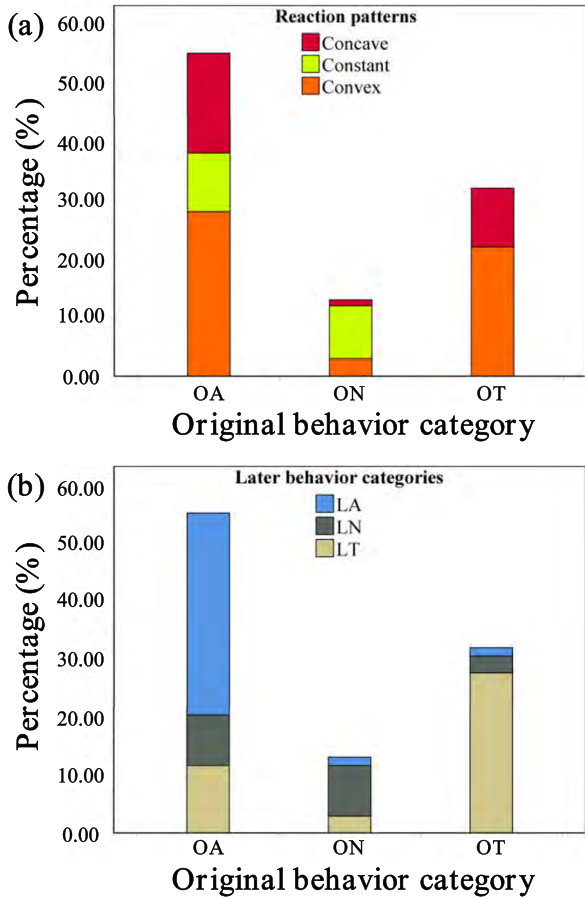 (a)
Reaction patterns
Concave
Constant
Convex
Percentage (%)
60.00
50.00
40.00
30.00
20.00
10.00
0.00
OA ON OT
Original behavior category
(b)
Later behavior categories
LA
LN
LT
Percentage (%)
60.00
50.00
40.00
30.00
20.00
10.00
0.00
OA ON OT
Original behavior category